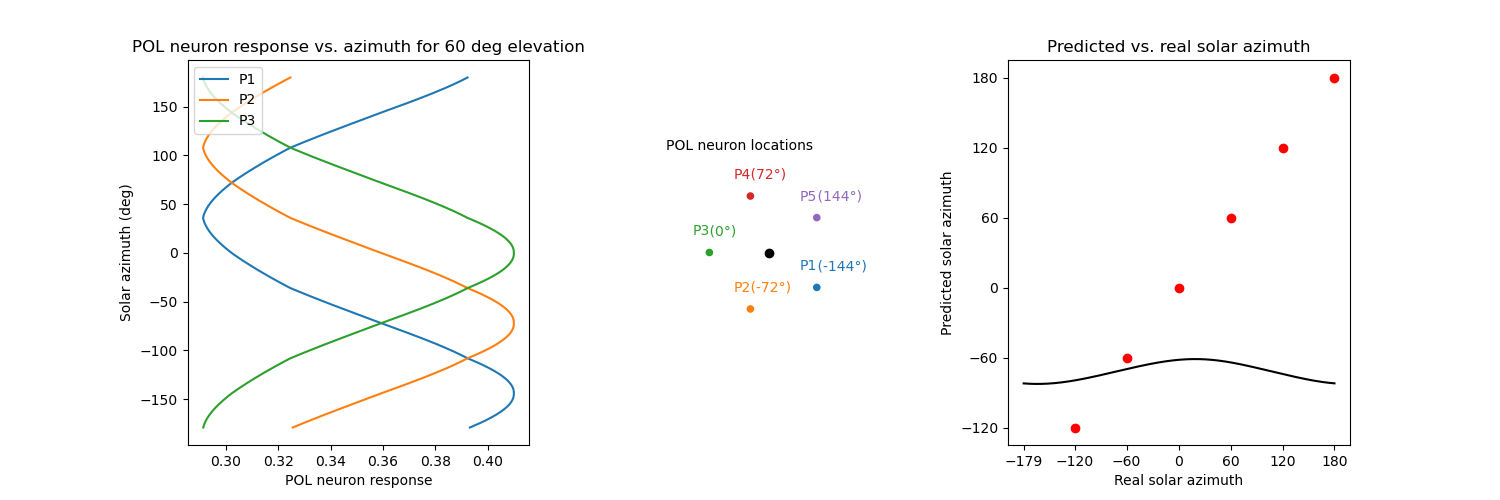 POL neuron response vs. azimuth for 60 deg elevation
P1
P2
P3
150
100
50
0
−50
−100
−150
Solar azimuth (deg)
0.30 0.32 0.34 0.36 0.38 0.40
POL neuron response
POL neuron locations
P4(72°)
P5(144°)
P3(0°)
P1(-144°)
P2(-72°)
Predicted vs. real solar azimuth
180
120
60
0
−60
−120
Predicted solar azimuth
−179 −120 −60 0 60 120 180
Real solar azimuth